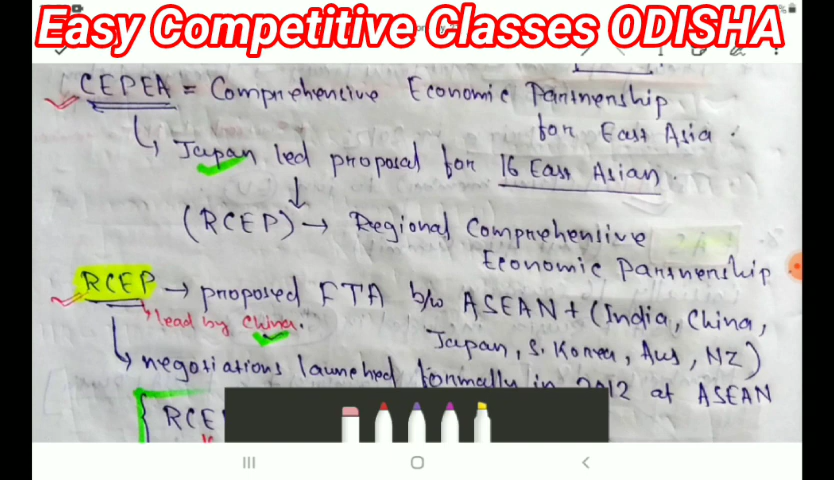 Easy Competitive Classes ODISHA
CEPEA = Comprehensive Economic Partnership
for East Asia.
↳ Japan led proposal for 16 East Asian.
↓
(RCEP) → Regional Comprehensive
Economic Partnership
RCEP → proposed FTA b/w ASEAN + (India, China,
lead by China.
Japan, S. Korea, Aus, NZ)
↳ negotiations launched formally in 2012 at ASEAN
RCE